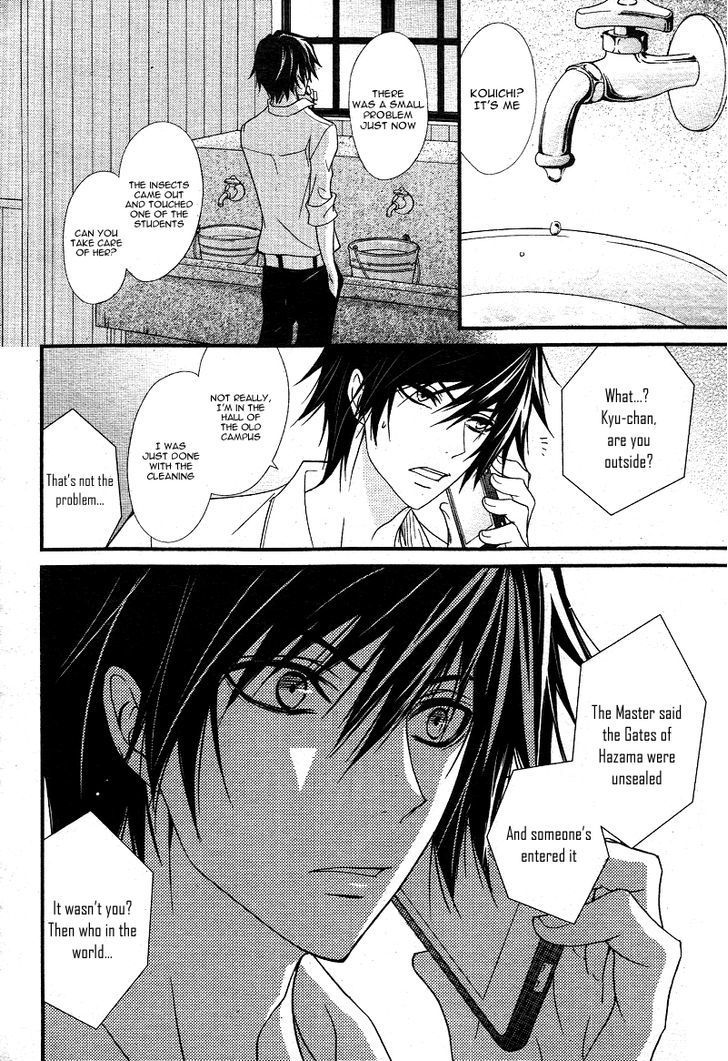 KOUICHI?
IT'S ME
THERE
WAS A SMALL
PROBLEM
JUST NOW
THE INSECTS
CAME OUT
AND TOUCHED
ONE OF THE
STUDENTS
CAN YOU
TAKE CARE
OF HER?
What...?
Kyu-chan,
are you
outside?
NOT REALLY,
I'M IN THE
HALL OF
THE OLD
CAMPUS
I WAS
JUST DONE
WITH THE
CLEANING
That's not the
problem...
The Master said
the Gates of
Hazama were
unsealed
And someone's
entered it
It wasn't you?
Then who in the
world...